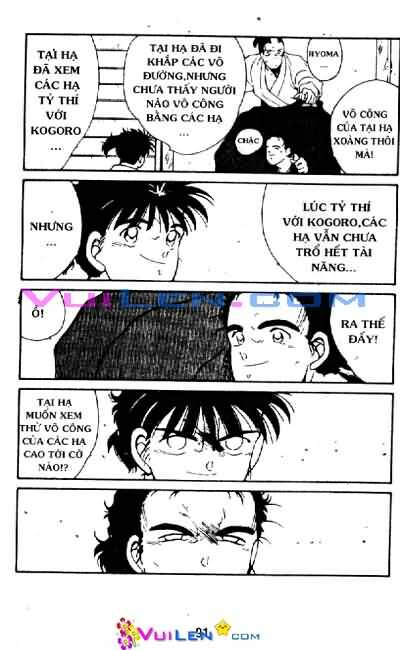 TẠI HẠ
ĐÃ XEM
CÁC HẠ
TỶ THÍ
VỚI
KOGORO
...
TẠI HẠ ĐÃ ĐI
KHẮP CÁC VÕ
ĐƯỜNG,NHƯNG
CHƯA THẤY NGƯỜI
NÀO VÕ CÔNG
BẰNG CÁC HẠ
...
RYOMA
...
VÕ CÔNG
CỦA TẠI HẠ
XOÀNG THÔI
MÀ!
CHÁC
NHƯNG
...
LÚC TỶ THÍ
VỚI KOGORO,CÁC
HẠ VẪN CHƯA
TRỔ HẾT TÀI
NĂNG...
VuiLen.com
Ồ!
RA THẾ
ĐẤY!
TẠI HẠ
MUỐN XEM
THỬ VÕ CÔNG
CỦA CÁC HẠ
CAO TỚI CỠ
NÀO!?
21
VuiLen.com